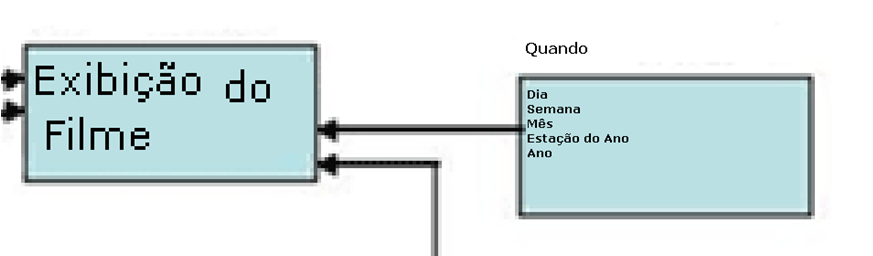 Exibição do
Filme
Quando
Dia
Semana
Mês
Estação do Ano
Ano